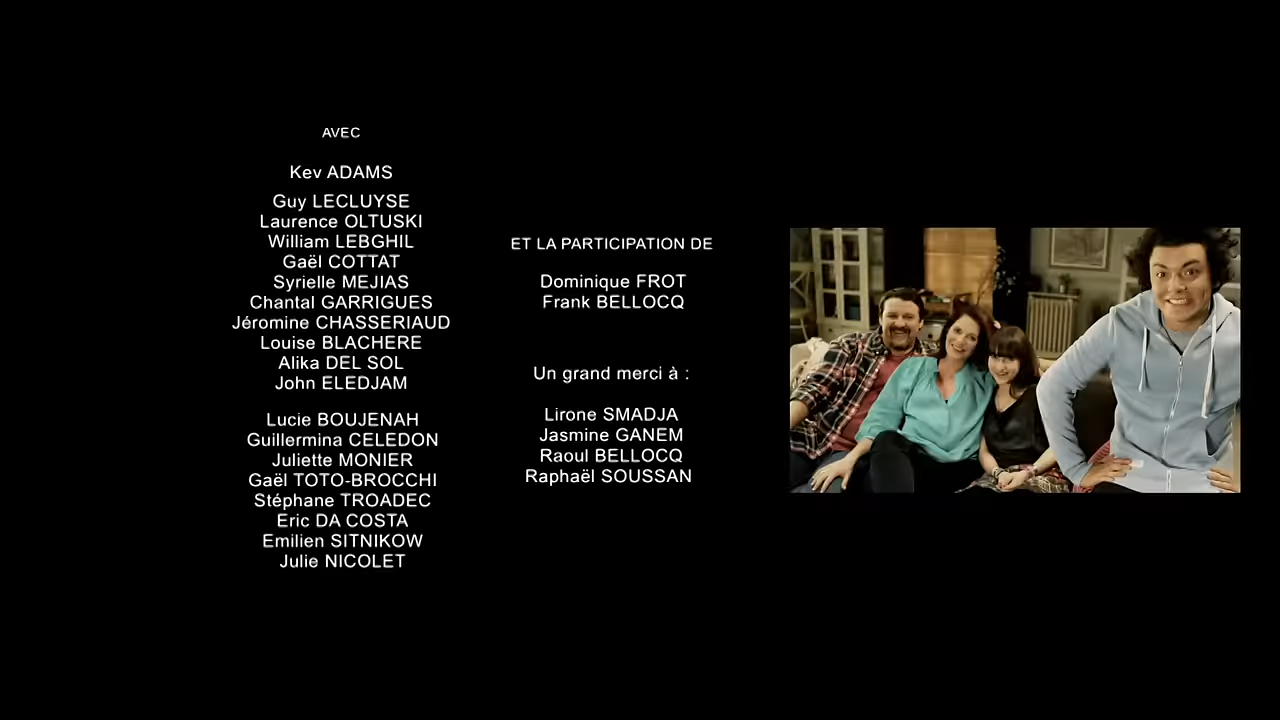 AVEC
Kev ADAMS
Guy LECLUYSE
Laurence OLTUSKI
William LEBGHIL
Gaël COTTAT
Syrielle MEJIAS
Chantal GARRIGUES
Jéromine CHASSERIAUD
Louise BLACHERE
Alika DEL SOL
John ELEDJAM
Lucie BOUJENAH
Guillermina CELEDON
Juliette MONIER
Gaël TOTO-BROCCHI
Stéphane TROADEC
Eric DA COSTA
Emilien SITNIKOW
Julie NICOLET
ET LA PARTICIPATION DE
Dominique FROT
Frank BELLOCQ
Un grand merci à :
Lirone SMADJA
Jasmine GANEM
Raoul BELLOCQ
Raphaël SOUSSAN